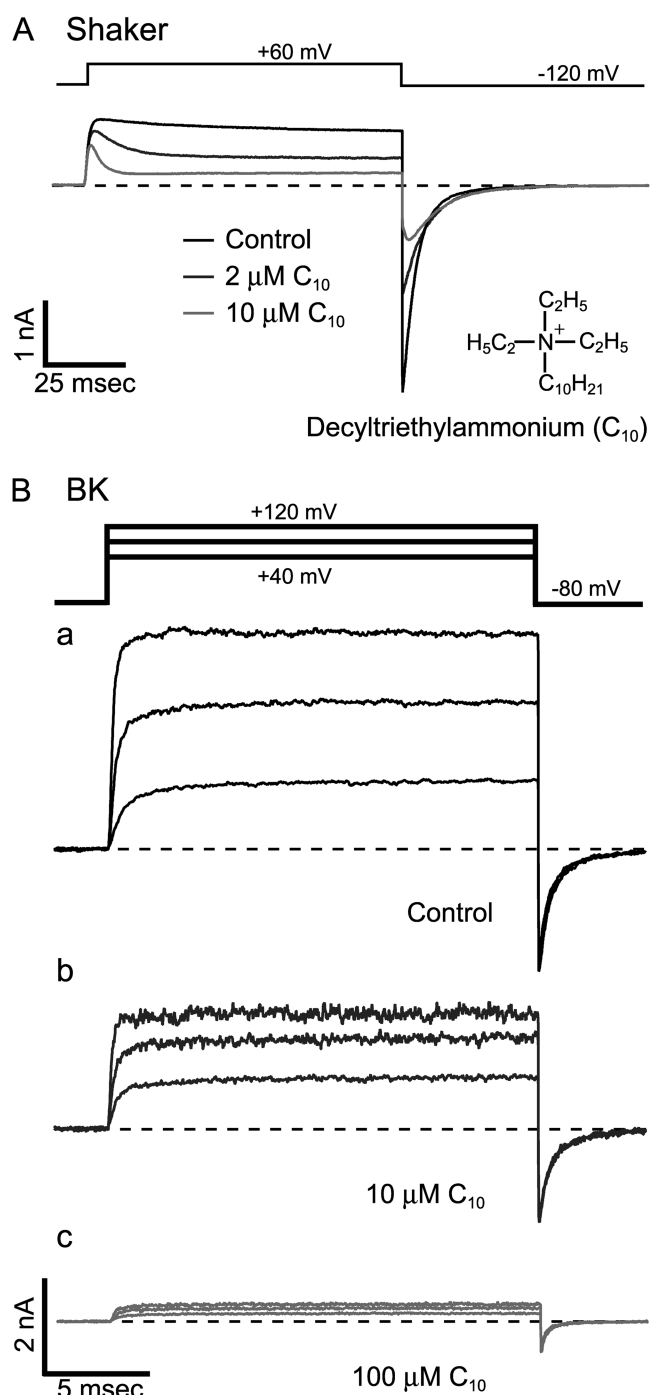 A Shaker
+60 mV
-120 mV
Control
2 μM C₁₀
10 μM C₁₀
1 nA
25 msec
C₂H₅
H₅C₂ N⁺ C₂H₅
C₁₀H₂₁
Decyltriethylammonium (C₁₀)
B BK
+120 mV
+40 mV
-80 mV
a
Control
b
10 μM C₁₀
c
2 nA
5 msec
100 μM C₁₀